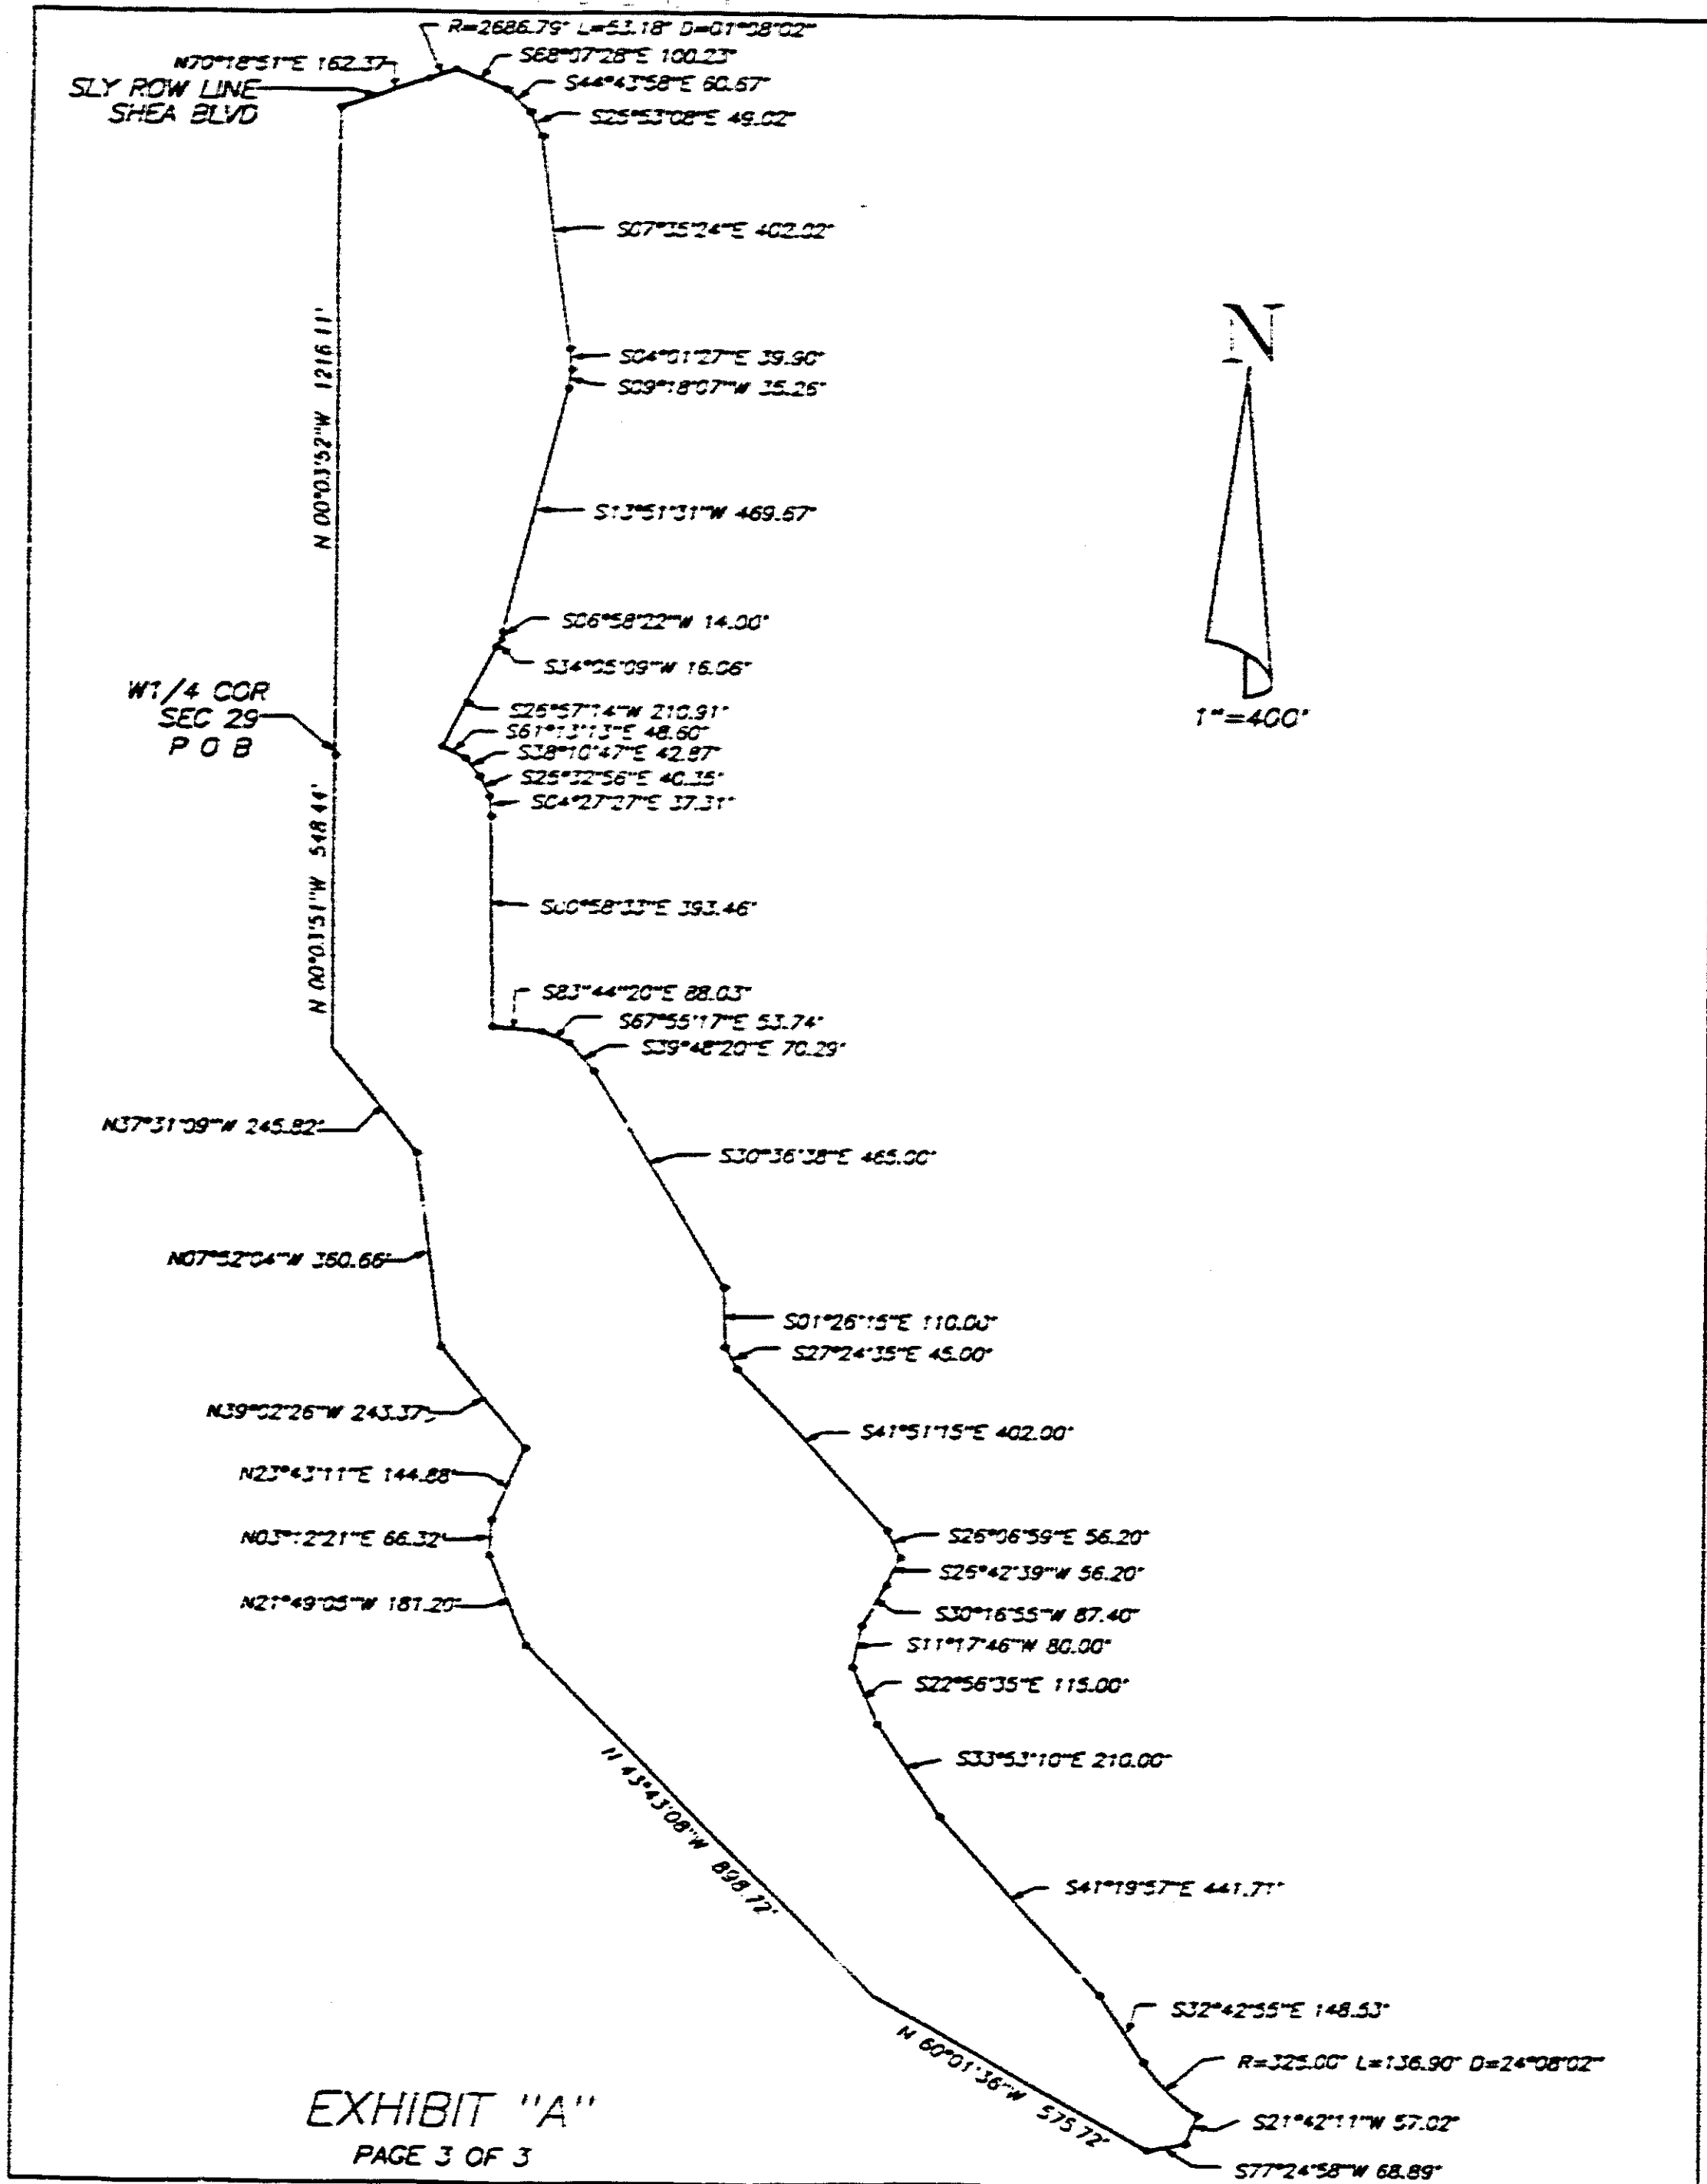 R=2686.79' L=53.18' D=01°08'02"
N70°18'51"E 162.37'
S68°07'28"E 100.23'
SLY ROW LINE
SHEA BLVD
S44°43'58"E 60.67'
S25°53'08"E 49.02'
S07°35'24"E 402.02'
N
S04°01'27"E 39.90'
S09°18'07"W 35.26'
N 00°03'52"W 1216 11'
S13°51'31"W 469.67'
S06°58'22"W 14.00'
S34°05'09"W 16.06'
W1/4 COR
SEC 29
P O B
1"=400'
S26°57'14"W 210.91'
S61°13'13"E 48.60'
S38°10'47"E 42.87'
S25°32'56"E 40.35'
S04°27'27"E 37.31'
N 00°03'51"W 548 44'
S00°58'33"E 393.46'
S83°44'20"E 88.03'
S67°55'17"E 53.74'
S39°48'20"E 70.29'
N37°31'09"W 245.82'
S30°36'38"E 465.00'
N07°52'04"W 360.66'
S01°26'15"E 110.00'
S27°24'35"E 45.00'
N39°02'26"W 243.37'
S41°51'15"E 402.00'
N23°43'11"E 144.88'
N03°12'21"E 66.32'
S26°06'59"E 56.20'
S26°42'39"W 56.20'
N21°49'05"W 181.20'
S30°16'55"W 87.40'
S11°17'46"W 80.00'
S22°56'35"E 115.00'
S33°53'10"E 210.00'
N 43°43'08"W 898.72'
S41°19'57"E 441.71'
S32°42'55"E 148.53'
N 60°01'36"W 575 72'
R=325.00' L=136.90' D=24°08'02"
S21°42'11"W 57.02'
S77°24'58"W 68.89'
EXHIBIT "A"
PAGE 3 OF 3